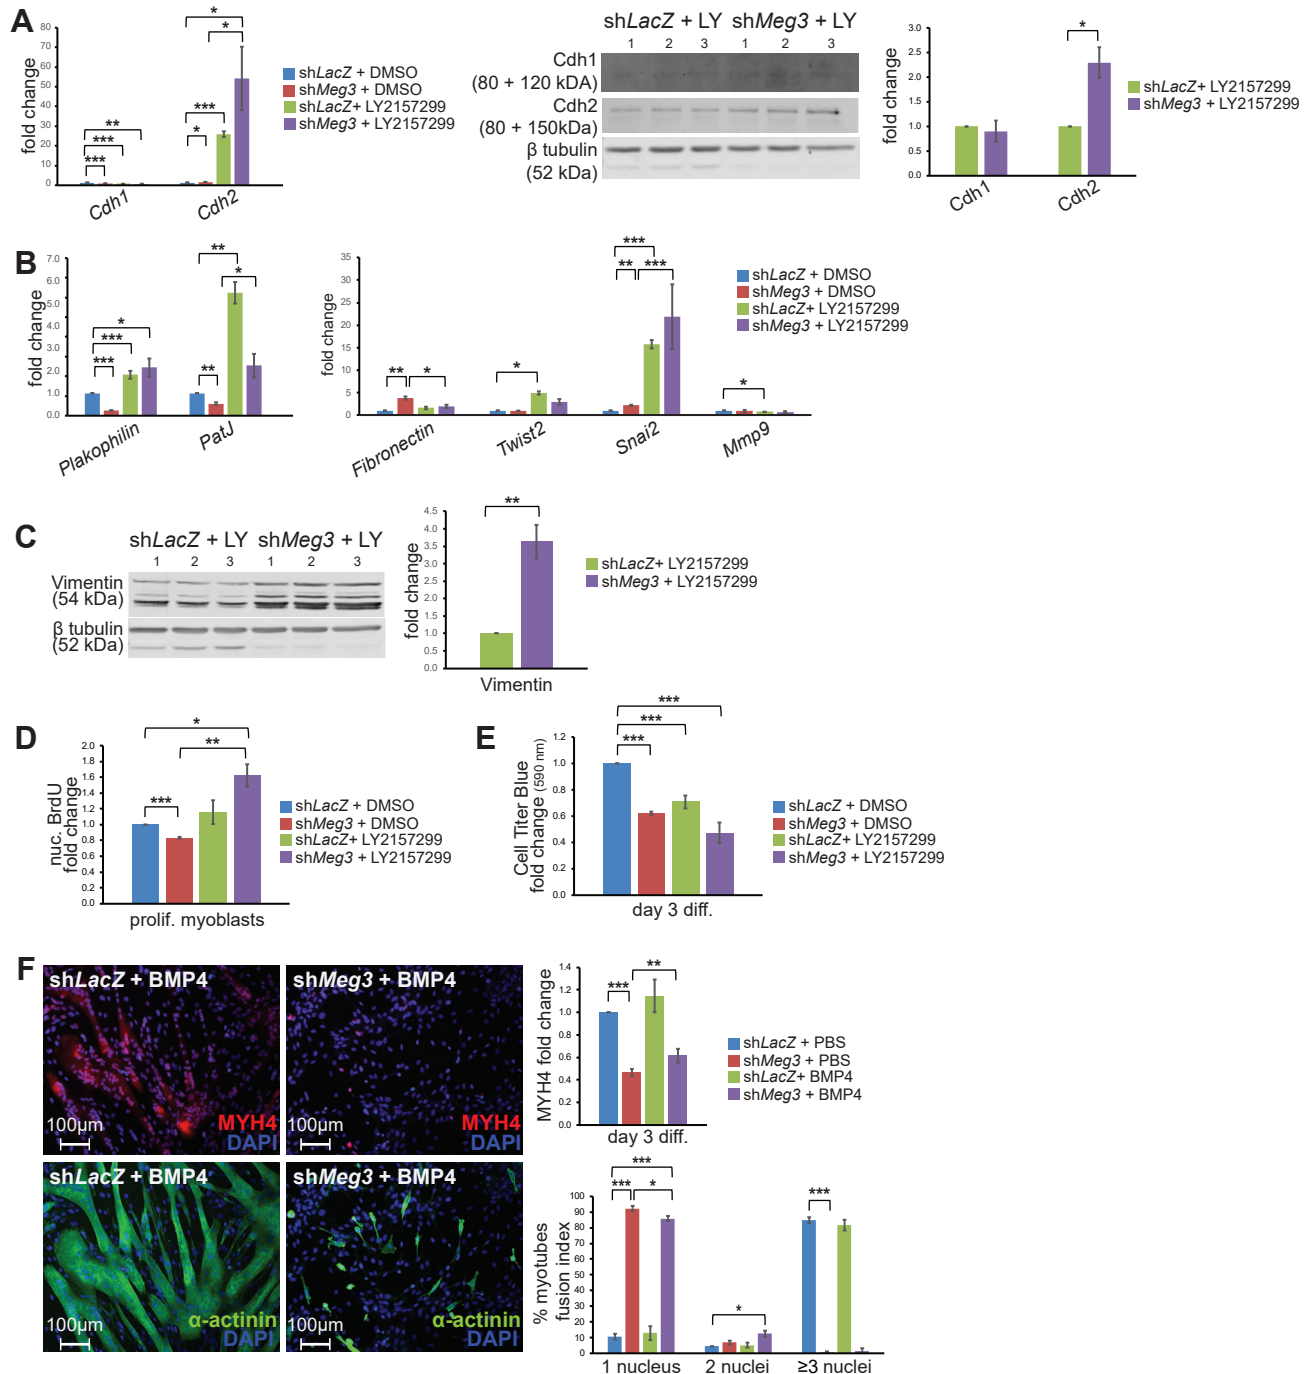 A
fold change
80
70
60
50
40
30
20
10
0
* 
*
***
*
**
***
***
Cdh1
Cdh2
shLacZ + DMSO
shMeg3 + DMSO
shLacZ+ LY2157299
shMeg3 + LY2157299
shLacZ + LY shMeg3 + LY
1 2 3 1 2 3
Cdh1
(80 + 120 kDA)
Cdh2
(80 + 150kDa)
β tubulin
(52 kDa)
fold change
3.0
2.5
2.0
1.5
1.0
0.5
0.0
*
Cdh1
Cdh2
shLacZ+ LY2157299
shMeg3 + LY2157299
B
fold change
7.0
6.0
5.0
4.0
3.0
2.0
1.0
0.0
**
*
*
***
***
**
Plakophilin
PatJ
fold change
35
30
25
20
15
10
5
0
** *
*
***
** ***
*
Fibronectin
Twist2
Snai2
Mmp9
shLacZ + DMSO
shMeg3 + DMSO
shLacZ+ LY2157299
shMeg3 + LY2157299
C
shLacZ + LY shMeg3 + LY
1 2 3 1 2 3
Vimentin
(54 kDa)
β tubulin
(52 kDa)
fold change
4.5
4.0
3.5
3.0
2.5
2.0
1.5
1.0
0.5
0.0
**
Vimentin
shLacZ+ LY2157299
shMeg3 + LY2157299
D
nuc. BrdU
fold change
2.0
1.8
1.6
1.4
1.2
1.0
0.8
0.6
0.4
0.2
0.0
*
**
***
prolif. myoblasts
shLacZ + DMSO
shMeg3 + DMSO
shLacZ+ LY2157299
shMeg3 + LY2157299
E
Cell Titer Blue
fold change (590 nm)
1.2
1.0
0.8
0.6
0.4
0.2
0.0
***
***
***
day 3 diff.
shLacZ + DMSO
shMeg3 + DMSO
shLacZ+ LY2157299
shMeg3 + LY2157299
F
shLacZ + BMP4
100µm
MYH4
DAPI
shMeg3 + BMP4
100µm
MYH4
DAPI
shLacZ + BMP4
100µm
α-actinin
DAPI
shMeg3 + BMP4
100µm
α-actinin
DAPI
MYH4 fold change
1.4
1.2
1.0
0.8
0.6
0.4
0.2
0.0
**
***
day 3 diff.
shLacZ + PBS
shMeg3 + PBS
shLacZ+ BMP4
shMeg3 + BMP4
% myotubes
fusion index
100
90
80
70
60
50
40
30
20
10
0
***
*** *
*
***
1 nucleus
2 nuclei
≥3 nuclei